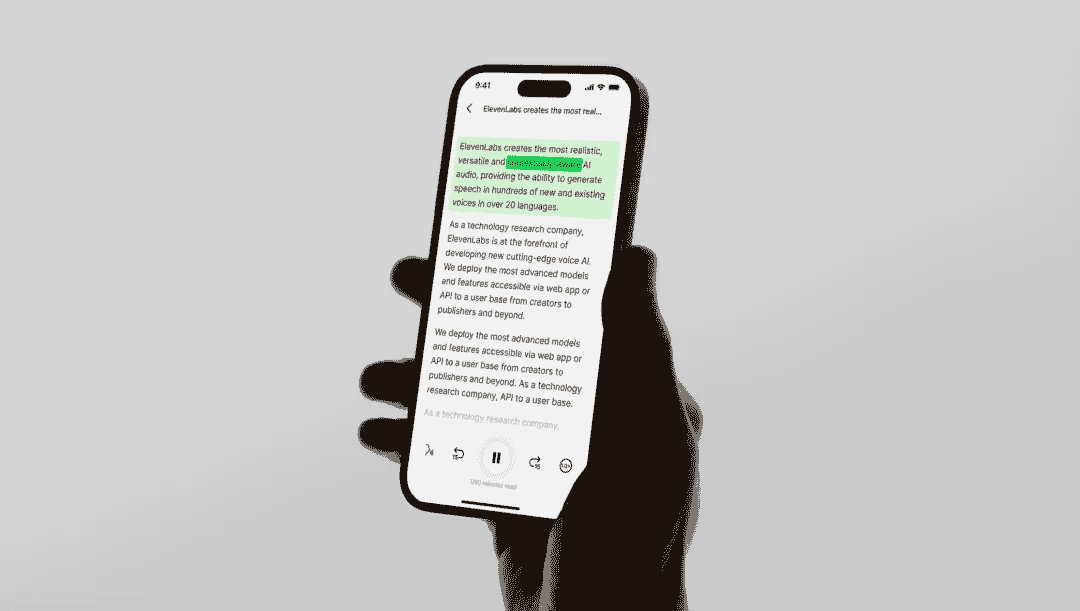 9:41
ElevenLabs creates the most real...
ElevenLabs creates the most realistic,
versatile and contextually-aware AI
audio, providing the ability to generate
speech in hundreds of new and existing
voices in over 20 languages.
As a technology research company,
ElevenLabs is at the forefront of
developing new cutting-edge voice AI.
We deploy the most advanced models
and features accessible via web app or
API to a user base from creators to
publishers and beyond.
We deploy the most advanced models
and features accessible via web app or
API to a user base from creators to
publishers and beyond. As a technology
research company, API to a user base.
As a technology research company,
15
15